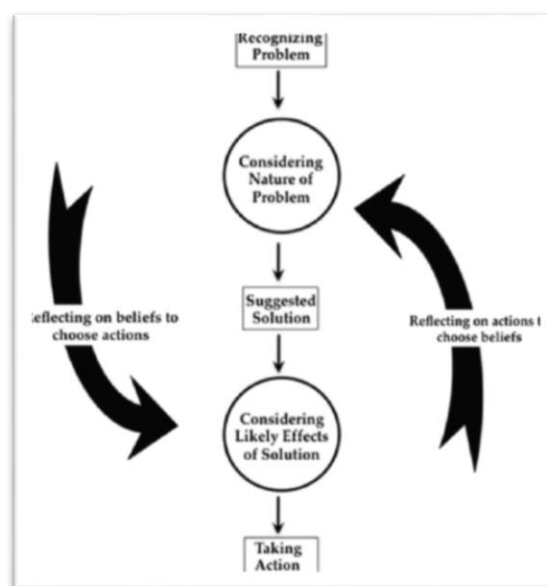 Recognizing
Problem
Considering
Nature of
Problem
Suggested
Solution
eflecting on beliefs to
choose actions
Reflecting on actions t
choose beliefs
Considering
Likely Effects
of Solution
Taking
Action